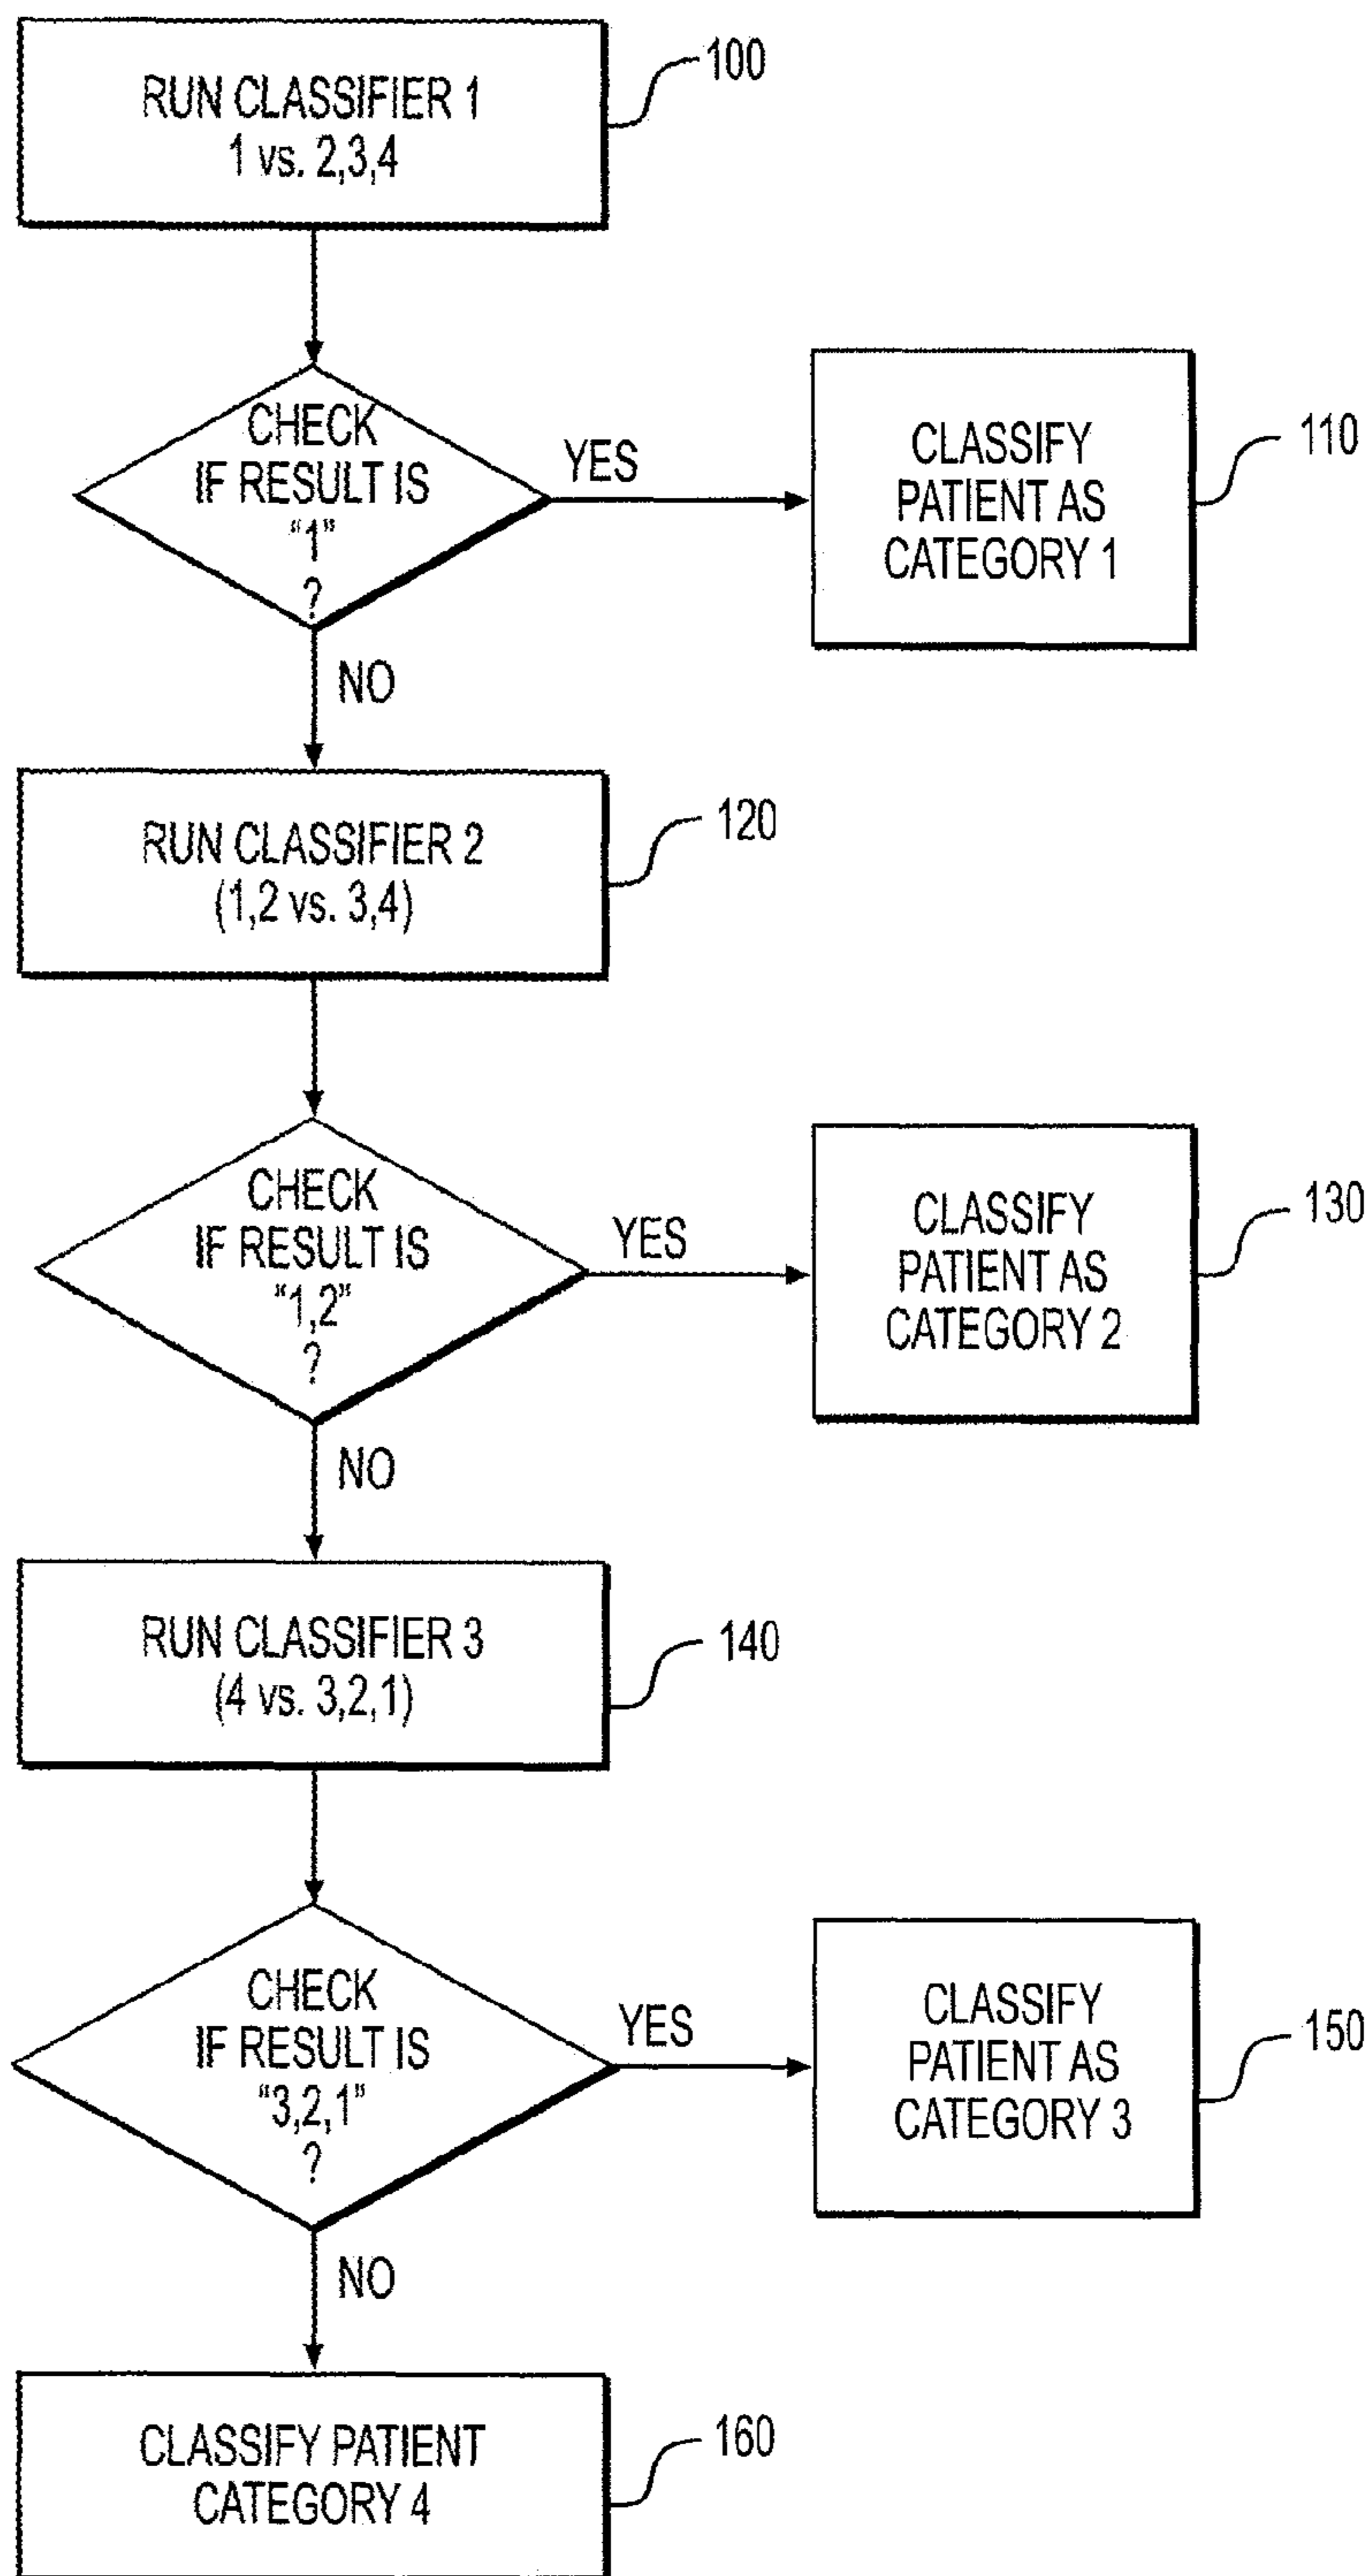 RUN CLASSIFIER 1
1 vs. 2,3,4
100
CHECK
IF RESULT IS
"1"
?
YES
CLASSIFY
PATIENT AS
CATEGORY 1
110
NO
RUN CLASSIFIER 2
(1,2 vs. 3,4)
120
CHECK
IF RESULT IS
"1,2"
?
YES
CLASSIFY
PATIENT AS
CATEGORY 2
130
NO
RUN CLASSIFIER 3
(4 vs. 3,2,1)
140
CHECK
IF RESULT IS
"3,2,1"
?
YES
CLASSIFY
PATIENT AS
CATEGORY 3
150
NO
CLASSIFY PATIENT
CATEGORY 4
160